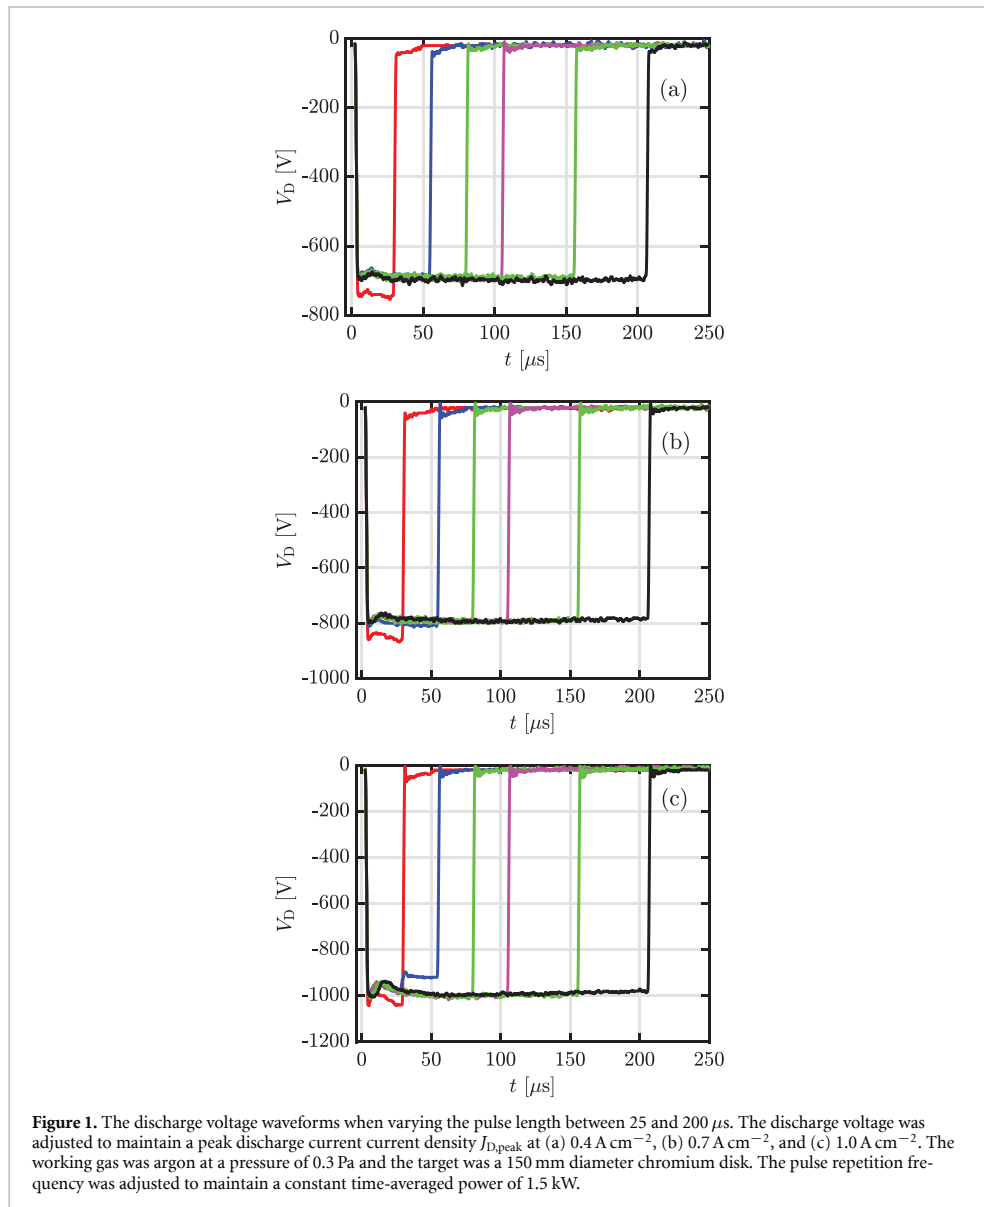 0
-200
-400
-600
-800
V_D [V]
(a)
0 50 100 150 200 250
t [μs]
0
-200
-400
-600
-800
-1000
V_D [V]
(b)
0 50 100 150 200 250
t [μs]
0
-200
-400
-600
-800
-1000
-1200
V_D [V]
(c)
0 50 100 150 200 250
t [μs]
Figure 1. The discharge voltage waveforms when varying the pulse length between 25 and 200 μs. The discharge voltage was
adjusted to maintain a peak discharge current current density J_D,peak at (a) 0.4 A cm⁻², (b) 0.7 A cm⁻², and (c) 1.0 A cm⁻². The
working gas was argon at a pressure of 0.3 Pa and the target was a 150 mm diameter chromium disk. The pulse repetition fre-
quency was adjusted to maintain a constant time-averaged power of 1.5 kW.